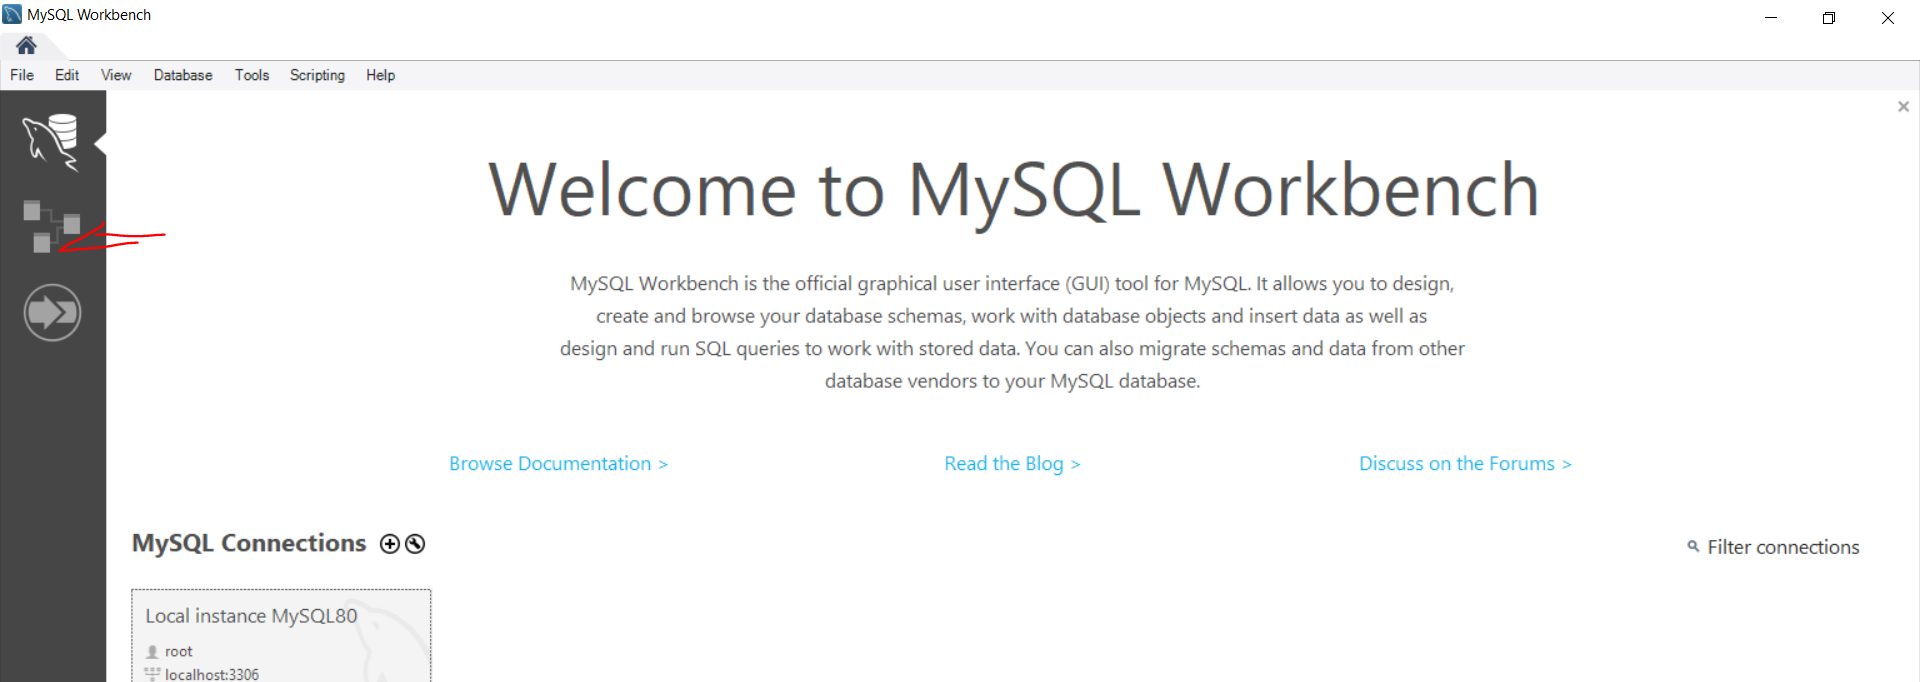 MySQL Workbench
File Edit View Database Tools Scripting Help
Welcome to MySQL Workbench
MySQL Workbench is the official graphical user interface (GUI) tool for MySQL. It allows you to design,
create and browse your database schemas, work with database objects and insert data as well as
design and run SQL queries to work with stored data. You can also migrate schemas and data from other
database vendors to your MySQL database.
Browse Documentation > Read the Blog > Discuss on the Forums >
MySQL Connections Filter connections
Local instance MySQL80
root
localhost:3306